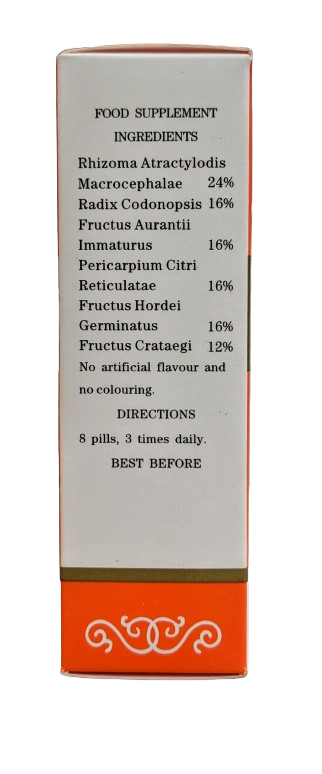 FOOD SUPPLEMENT
INGREDIENTS
Rhizoma Atractylodis
Macrocephalae 24%
Radix Codonopsis 16%
Fructus Aurantii
Immaturus 16%
Pericarpium Citri
Reticulatae 16%
Fructus Hordei
Germinatus 16%
Fructus Crataegi 12%
No artificial flavour and
no colouring.
DIRECTIONS
8 pills, 3 times daily.
BEST BEFORE